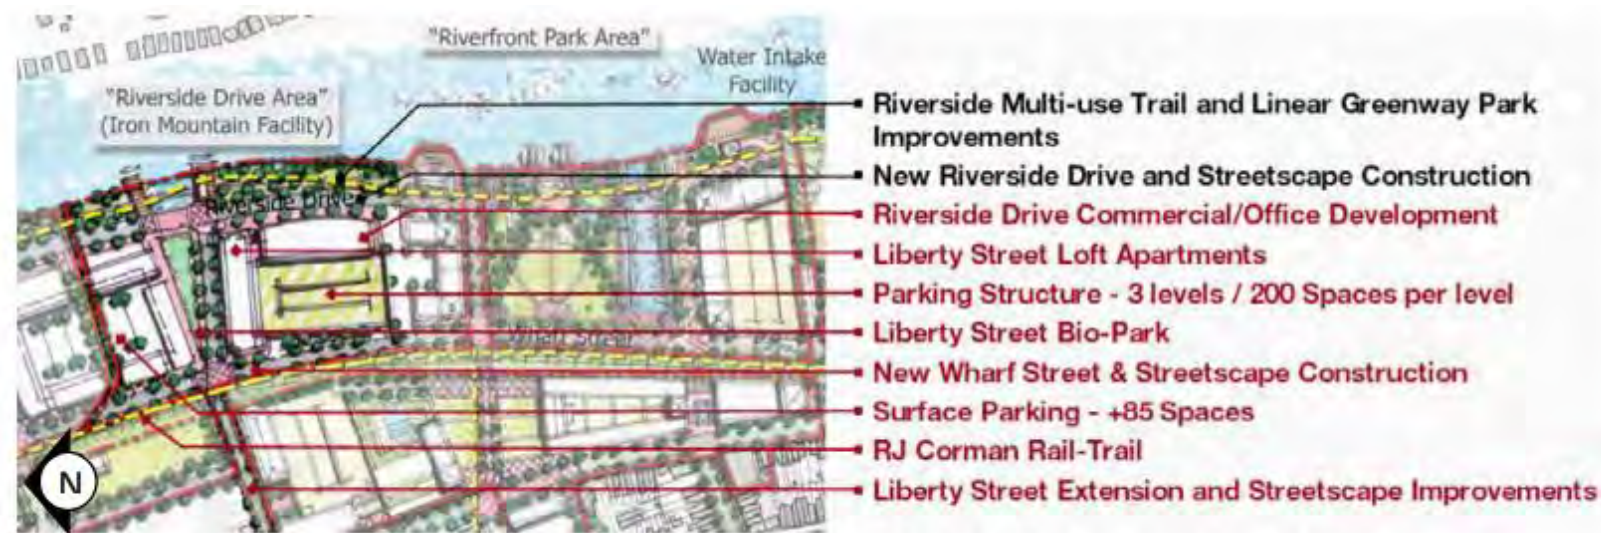 "Riverfront Park Area"
Water Intake
Facility
"Riverside Drive Area"
(Iron Mountain Facility)
Riverside Drive
Wharf Street
N
Riverside Multi-use Trail and Linear Greenway Park
Improvements
New Riverside Drive and Streetscape Construction
Riverside Drive Commercial/Office Development
Liberty Street Loft Apartments
Parking Structure - 3 levels / 200 Spaces per level
Liberty Street Bio-Park
New Wharf Street & Streetscape Construction
Surface Parking - +85 Spaces
RJ Corman Rail-Trail
Liberty Street Extension and Streetscape Improvements